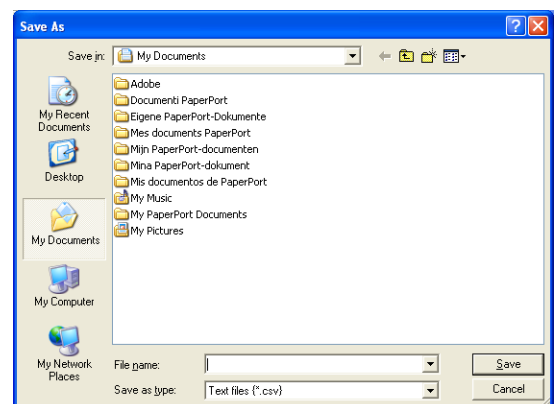 Save As
Save in:
My Documents
My Recent
Documents
Desktop
My Documents
My Computer
My Network
Places
Adobe
Documenti PaperPort
Eigene PaperPort-Dokumente
Mes documents PaperPort
Mijn PaperPort-documenten
Mina PaperPort-dokument
Mis documentos de PaperPort
My Music
My PaperPort Documents
My Pictures
File name:
Save
Save as type:
Text files {*.csv}
Cancel